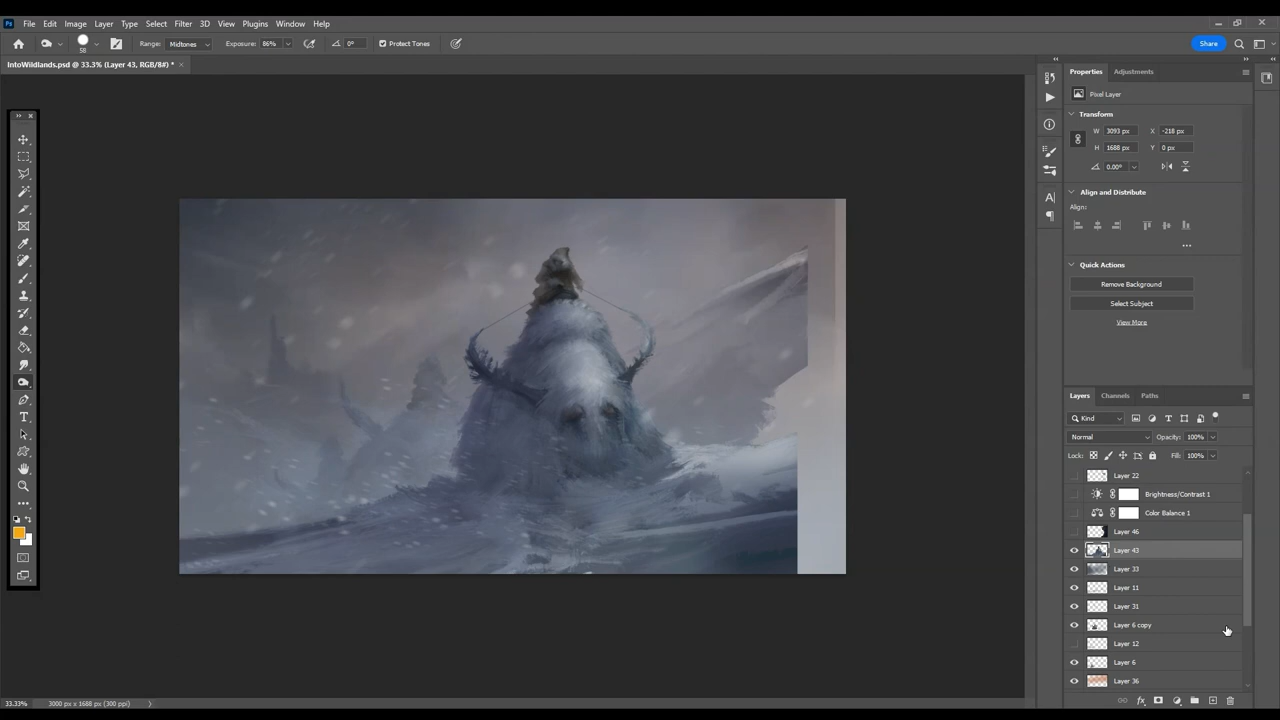 Ps File Edit Image Layer Type Select Filter 3D View Plugins Window Help
58 Range: Midtones Exposure: 86% 0° Protect Tones Share
IntoWildlands.psd @ 33.3% (Layer 43, RGB/8#) *
Properties Adjustments
Pixel Layer
Transform
W 3093 px X -218 px
H 1688 px Y 0 px
0.00°
Align and Distribute
Align:
Quick Actions
Remove Background
Select Subject
View More
Layers Channels Paths
Kind
Normal Opacity: 100%
Lock: Fill: 100%
Layer 22
Brightness/Contrast 1
Color Balance 1
Layer 46
Layer 43
Layer 33
Layer 11
Layer 31
Layer 6 copy
Layer 12
Layer 6
Layer 36
33.33% 3000 px x 1688 px (300 ppi)